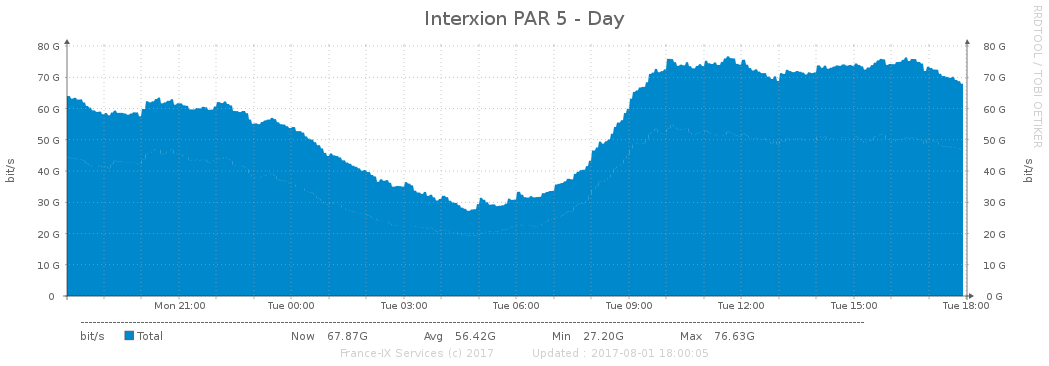 Interxion PAR 5 - Day
RRDTOOL / TOBI OETIKER
bit/s
bit/s
80 G 80 G
70 G 70 G
60 G 60 G
50 G 50 G
40 G 40 G
30 G 30 G
20 G 20 G
10 G 10 G
0 0 G
Mon 21:00 Tue 00:00 Tue 03:00 Tue 06:00 Tue 09:00 Tue 12:00 Tue 15:00 Tue 18:00
bit/s Total Now 67.87G Avg 56.42G Min 27.20G Max 76.63G
France-IX Services (c) 2017 Updated : 2017-08-01 18:00:05